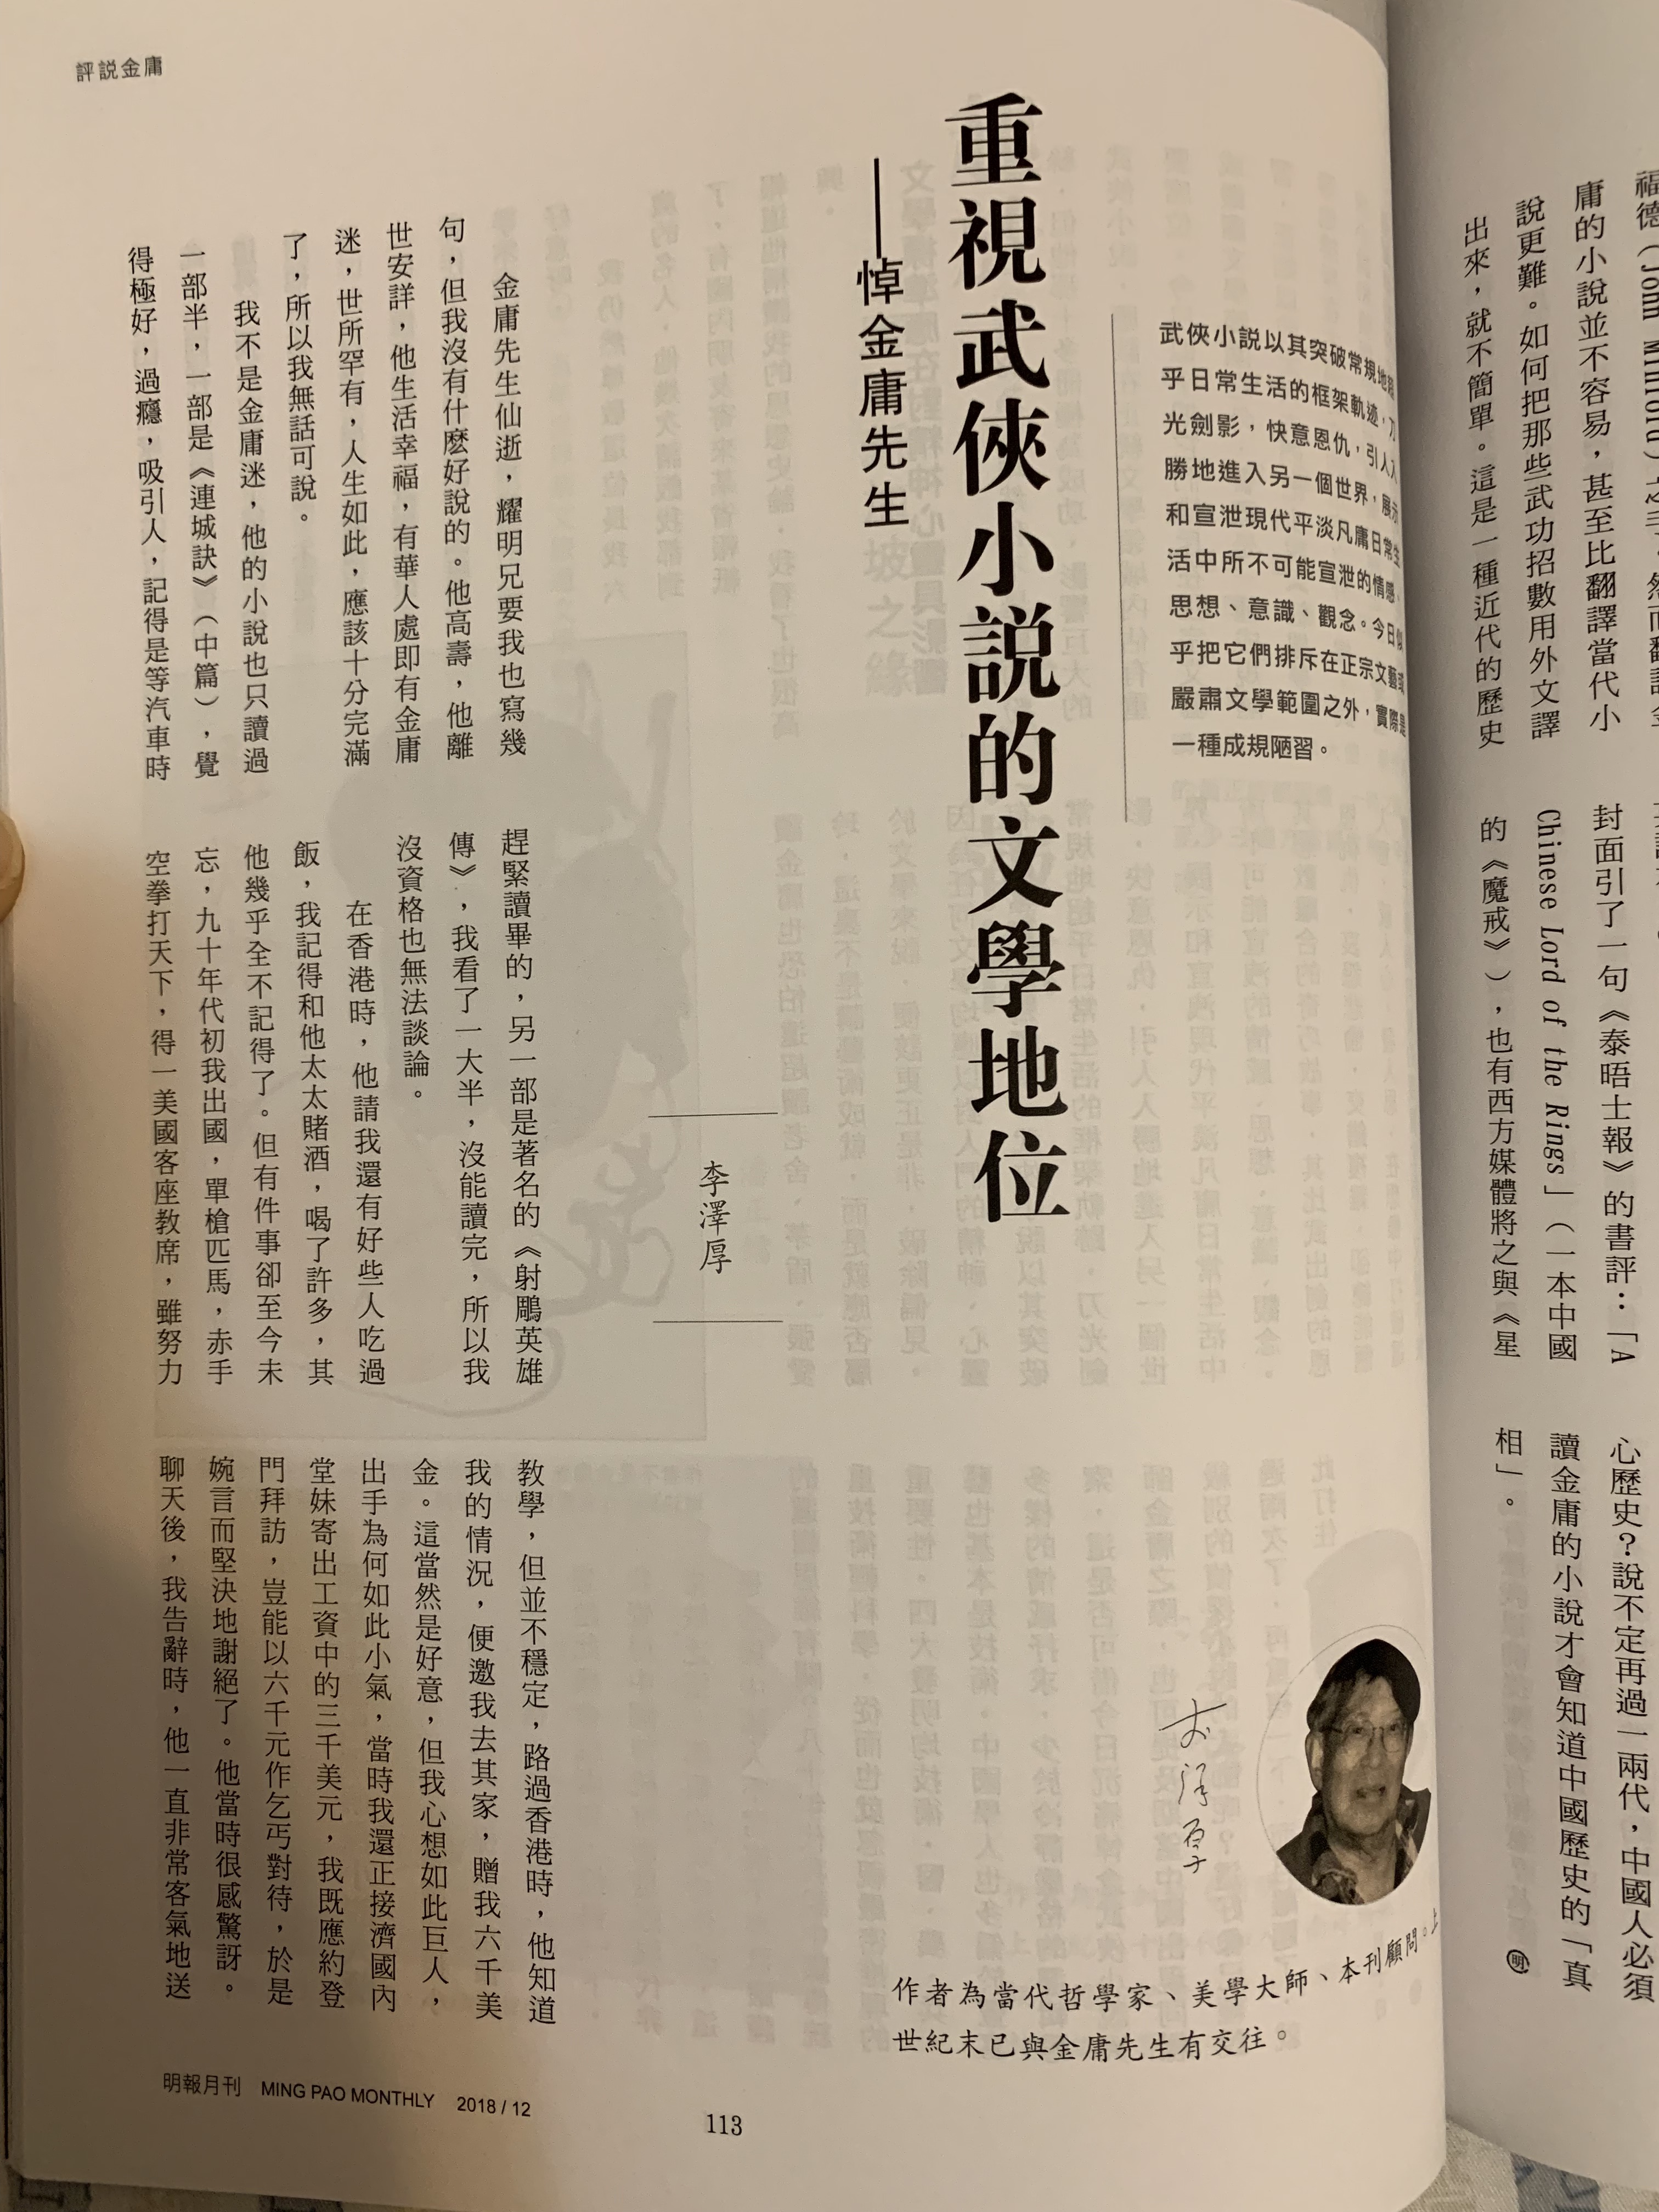 福德（John Minford）之手，然而翻譯金
庸的小說並不容易，甚至比翻譯當代小
說更難。如何把那些武功招數用外文譯
出來，就不簡單。這是一種近代的歷史
封面引了一句《泰晤士報》的書評：「A
Chinese Lord of the Rings」（一本中國
的《魔戒》），也有西方媒體將之與《星
心歷史？說不定再過一兩代，中國人必須
讀金庸的小說才會知道中國歷史的「真
相」。
明
評説金庸
武俠小說以其突破常規地超
乎日常生活的框架軌迹，刀
光劍影，快意恩仇，引人入
勝地進入另一個世界，展示
和宣泄現代平淡凡庸日常生
活中所不可能宣泄的情感、
思想、意識、觀念。今日似
乎把它們排斥在正宗文藝或
嚴肅文學範圍之外，實際是
一種成規陋習。
重視武俠小說的文學地位
——悼金庸先生
李澤厚
李澤厚
作者為當代哲學家、美學大師、本刊顧問。上
世紀末已與金庸先生有交往。
金庸先生仙逝，耀明兄要我也寫幾
句，但我沒有什麼好說的。他高壽，他離
世安詳，他生活幸福，有華人處即有金庸
迷，世所罕有，人生如此，應該十分完滿
了，所以我無話可說。
我不是金庸迷，他的小說也只讀過
一部半，一部是《連城訣》（中篇），覺
得極好，過癮，吸引人，記得是等汽車時
趕緊讀畢的，另一部是著名的《射鵰英雄
傳》，我看了一大半，沒能讀完，所以我
沒資格也無法談論。
在香港時，他請我還有好些人吃過
飯，我記得和他太太賭酒，喝了許多，其
他幾乎全不記得了。但有件事卻至今未
忘，九十年代初我出國，單槍匹馬，赤手
空拳打天下，得一美國客座教席，雖努力
教學，但並不穩定，路過香港時，他知道
我的情況，便邀我去其家，贈我六千美
金。這當然是好意，但我心想如此巨人，
出手為何如此小氣，當時我還正接濟國內
堂妹寄出工資中的三千美元，我既應約登
門拜訪，豈能以六千元作乞丐對待，於是
婉言而堅決地謝絕了。他當時很感驚訝。
聊天後，我告辭時，他一直非常客氣地送
明報月刊 MING PAO MONTHLY 2018 / 12
113